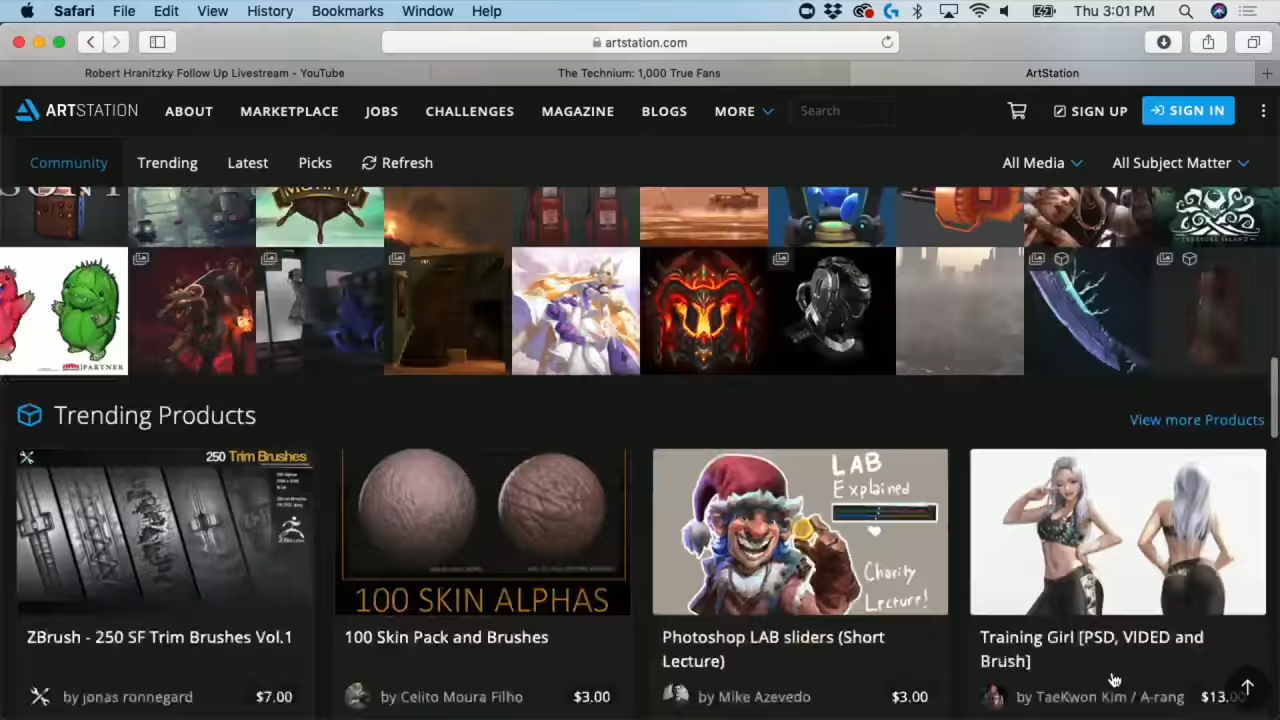 Safari File Edit View History Bookmarks Window Help Thu 3:01 PM
artstation.com
Robert Hranitzky Follow Up Livestream - YouTube The Technium: 1,000 True Fans ArtStation
ARTSTATION ABOUT MARKETPLACE JOBS CHALLENGES MAGAZINE BLOGS MORE Search SIGN UP SIGN IN
Community Trending Latest Picks Refresh All Media All Subject Matter
TREASURE ISLAND
PARTNER
Trending Products View more Products
250 Trim Brushes
LAB
Explained
Charity
Lecture!
100 SKIN ALPHAS
ZBrush - 250 SF Trim Brushes Vol.1 100 Skin Pack and Brushes Photoshop LAB sliders (Short Lecture) Training Girl [PSD, VIDED and Brush]
by jonas ronnegard $7.00 by Celito Moura Filho $3.00 by Mike Azevedo $3.00 by TaeKwon Kim / A-rang $13.00